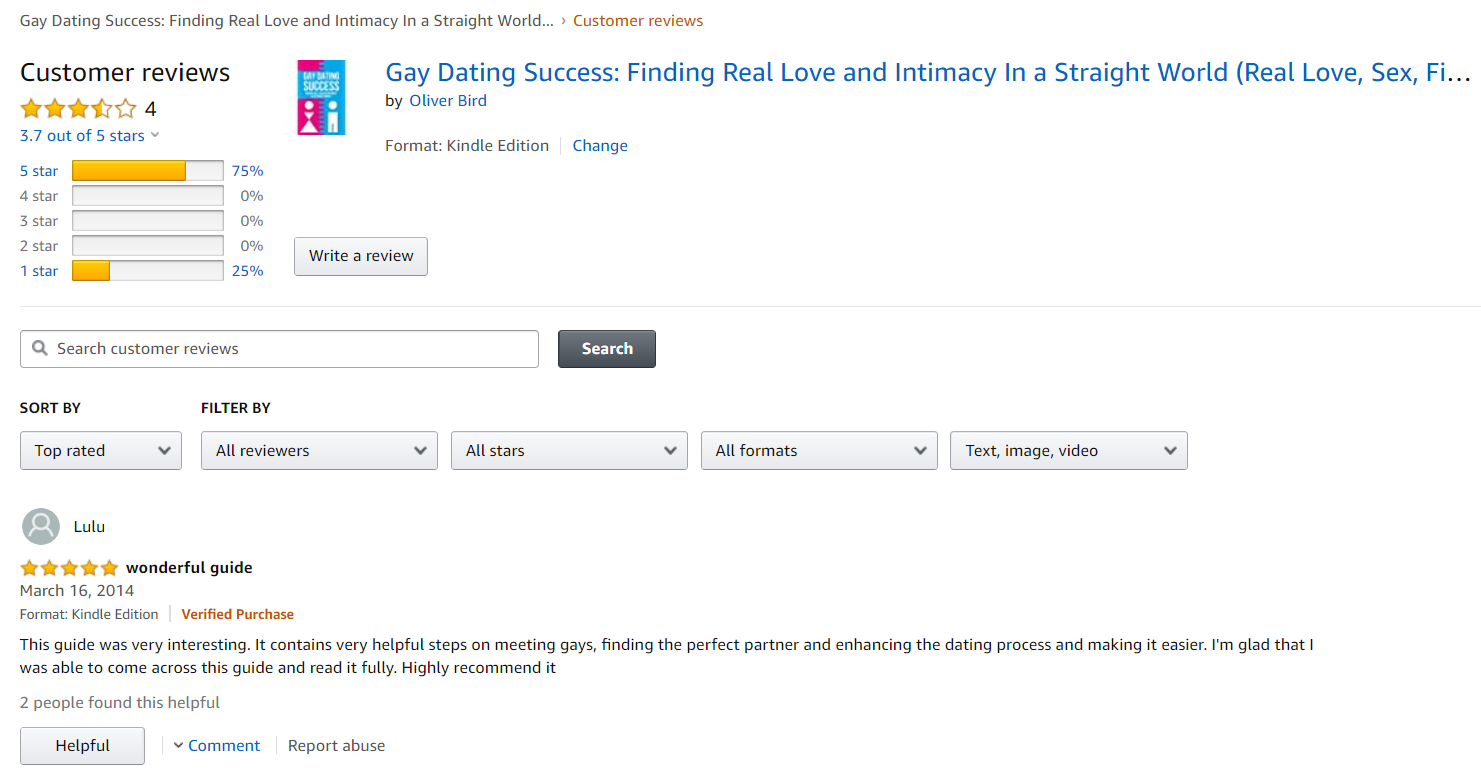 Gay Dating Success: Finding Real Love and Intimacy In a Straight World... › Customer reviews
Customer reviews
4
3.7 out of 5 stars
5 star 75%
4 star 0%
3 star 0%
2 star 0%
1 star 25%
GAY DATING
SUCCESS
Gay Dating Success: Finding Real Love and Intimacy In a Straight World (Real Love, Sex, Fi...
by Oliver Bird
Format: Kindle Edition | Change
Write a review
Search customer reviews
Search
SORT BY FILTER BY
Top rated All reviewers All stars All formats Text, image, video
Lulu
wonderful guide
March 16, 2014
Format: Kindle Edition | Verified Purchase
This guide was very interesting. It contains very helpful steps on meeting gays, finding the perfect partner and enhancing the dating process and making it easier. I'm glad that I
was able to come across this guide and read it fully. Highly recommend it
2 people found this helpful
Helpful Comment | Report abuse